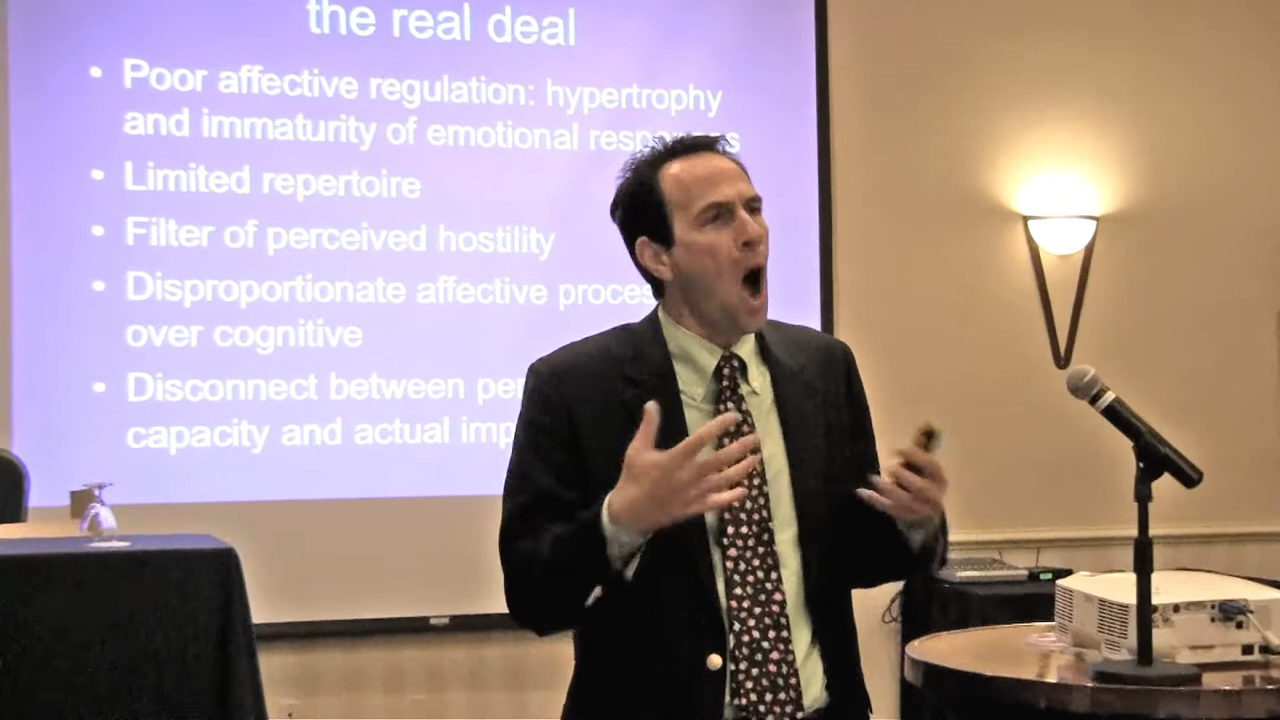 the real deal
• Poor affective regulation: hypertrophy
and immaturity of emotional
• Limited repertoire
• Filter of perceived hostility
• Disproportionate affective
over cognitive
• Disconnect between
capacity and actual